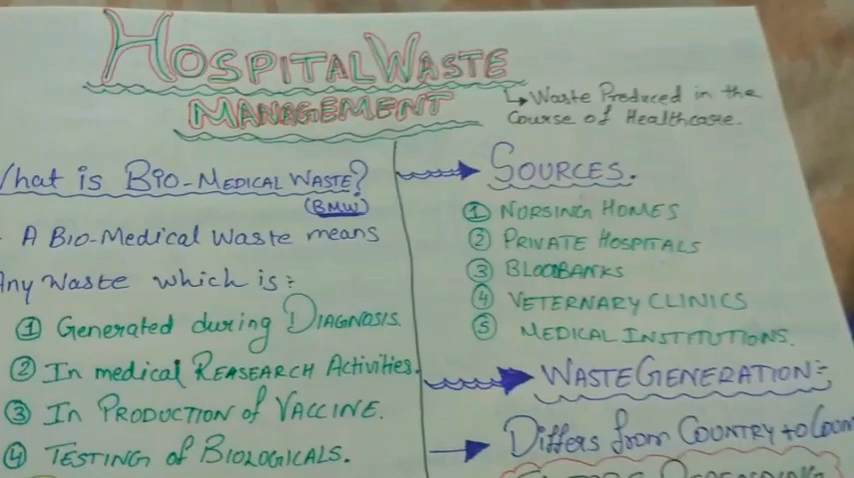 HOSPITAL WASTE
MANAGEMENT
↳ Waste Produced in the
Course of Healthcare.
What is BIO-MEDICAL WASTE?
(BMW)
- A Bio-Medical Waste means
Any Waste which is:
① Generated during DIAGNOSIS.
② In medical REASEARCH Activities.
③ In PRODUCTION of VACCINE.
④ TESTING of BIOLOGICALS.
SOURCES.
① NORSING HOMES
② PRIVATE HOSPITALS
③ BLOOBANKS
④ VETERNARY CLINICS
⑤ MEDICAL INSTITUTIONS.
WASTE GENERATION:-
Differs from COUNTRY to